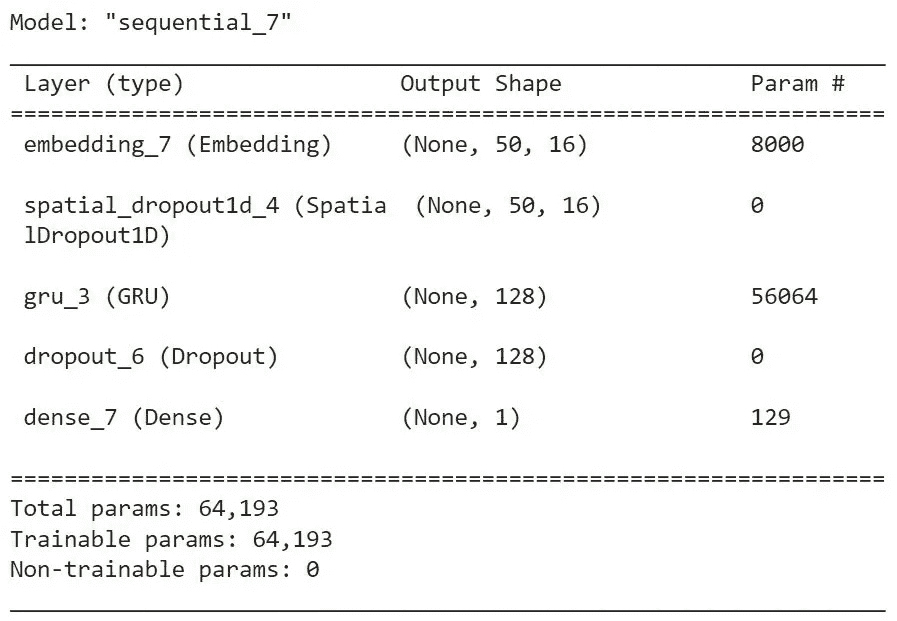 Model: "sequential_7"
Layer (type) Output Shape Param #
=================================================================
embedding_7 (Embedding) (None, 50, 16) 8000
spatial_dropout1d_4 (Spatia (None, 50, 16) 0
lDropout1D)
gru_3 (GRU) (None, 128) 56064
dropout_6 (Dropout) (None, 128) 0
dense_7 (Dense) (None, 1) 129
=================================================================
Total params: 64,193
Trainable params: 64,193
Non-trainable params: 0